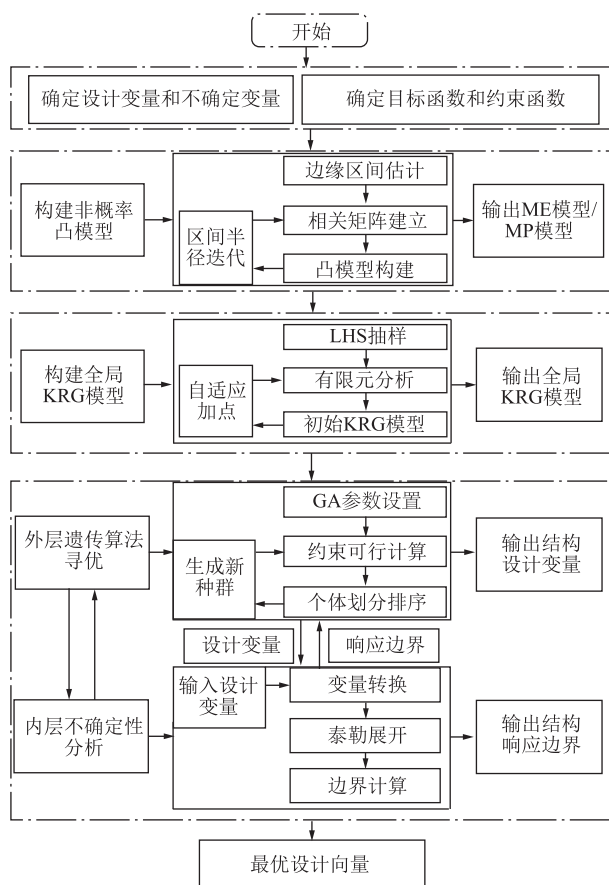 开始
确定设计变量和不确定变量
确定目标函数和约束函数
构建非概率
凸模型
区间半
径迭代
边缘区间估计
相关矩阵建立
凸模型构建
输出ME模型/
MP模型
构建全局
KRG模型
自适应
加点
LHS抽样
有限元分析
初始KRG模型
输出全局
KRG模型
外层遗传算法
寻优
生成新
种群
GA参数设置
约束可行计算
个体划分排序
输出结构
设计变量
设计变量
响应边界
内层不确定性
分析
输入设计
变量
变量转换
泰勒展开
边界计算
输出结构
响应边界
最优设计向量